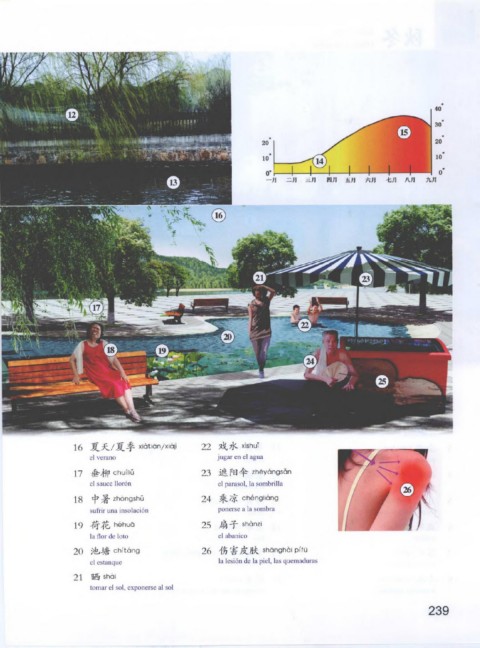 12
13
40°
30°
20°
10°
0°
20°
10°
0°
14
15
一月 二月 三月 四月 五月 六月 七月 八月 九月
16
17
18
19
20
21
22
23
24
25
16 夏天/夏季 xiàtiān/xiàjì
el verano
17 垂柳 chuíliǔ
el sauce llorón
18 中暑 zhòngshǔ
sufrir una insolación
19 荷花 héhuā
la flor de loto
20 池塘 chítáng
el estanque
21 晒 shài
tomar el sol, exponerse al sol
22 戏水 xìshuǐ
jugar en el agua
23 遮阳伞 zhēyángsǎn
el parasol, la sombrilla
24 乘凉 chéngliáng
ponerse a la sombra
25 扇子 shànzi
el abanico
26 伤害皮肤 shānghài pífū
la lesión de la piel, las quemaduras
26
239